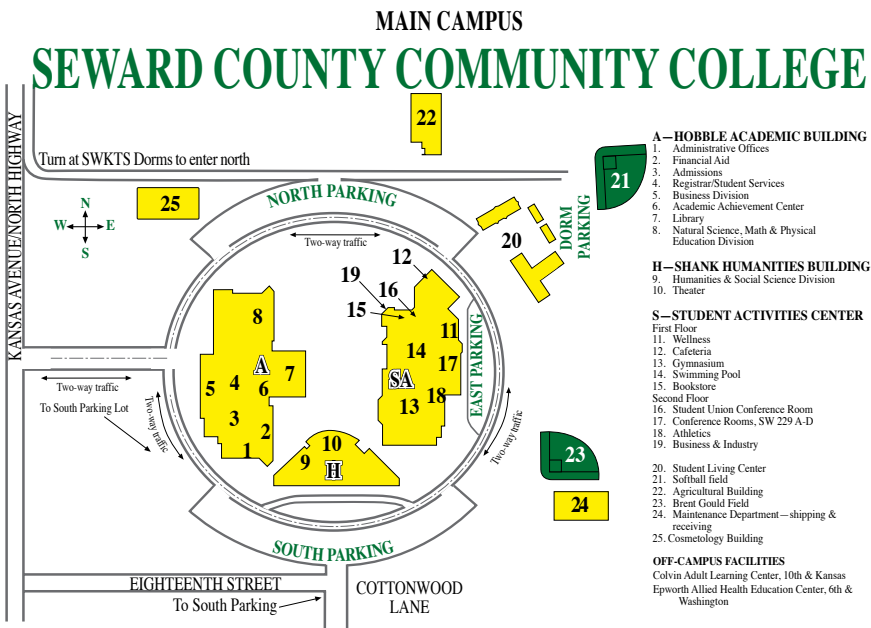 MAIN CAMPUS
SEWARD COUNTY COMMUNITY COLLEGE
22
KANSAS AVENUE/NORTH HIGHWAY
Turn at SWKTS Dorms to enter north
21
25
NORTH PARKING
N
W E
S
Two-way traffic
20
DORM
PARKING
12
19
16
15
8
11
14
17
A
7
SA
5
4
6
18
13
EAST PARKING
3
2
1
10
9
H
Two-way traffic
To South Parking Lot
Two-way traffic
Two-way traffic
23
24
SOUTH PARKING
EIGHTEENTH STREET
To South Parking
COTTONWOOD
LANE
A—HOBBLE ACADEMIC BUILDING
1. Administrative Offices
2. Financial Aid
3. Admissions
4. Registrar/Student Services
5. Business Division
6. Academic Achievement Center
7. Library
8. Natural Science, Math & Physical
Education Division
H—SHANK HUMANITIES BUILDING
9. Humanities & Social Science Division
10. Theater
S—STUDENT ACTIVITIES CENTER
First Floor
11. Wellness
12. Cafeteria
13. Gymnasium
14. Swimming Pool
15. Bookstore
Second Floor
16. Student Union Conference Room
17. Conference Rooms, SW 229 A-D
18. Athletics
19. Business & Industry
20. Student Living Center
21. Softball field
22. Agricultural Building
23. Brent Gould Field
24. Maintenance Department—shipping &
receiving
25. Cosmetology Building
OFF-CAMPUS FACILITIES
Colvin Adult Learning Center, 10th & Kansas
Epworth Allied Health Education Center, 6th &
Washington